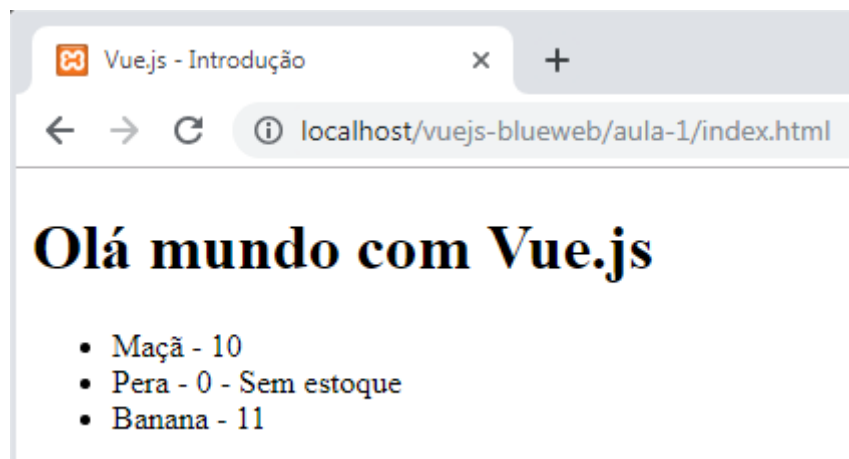 Vue.js - Introdução
localhost/vuejs-blueweb/aula-1/index.html
Olá mundo com Vue.js
Maçã - 10
Pera - 0 - Sem estoque
Banana - 11